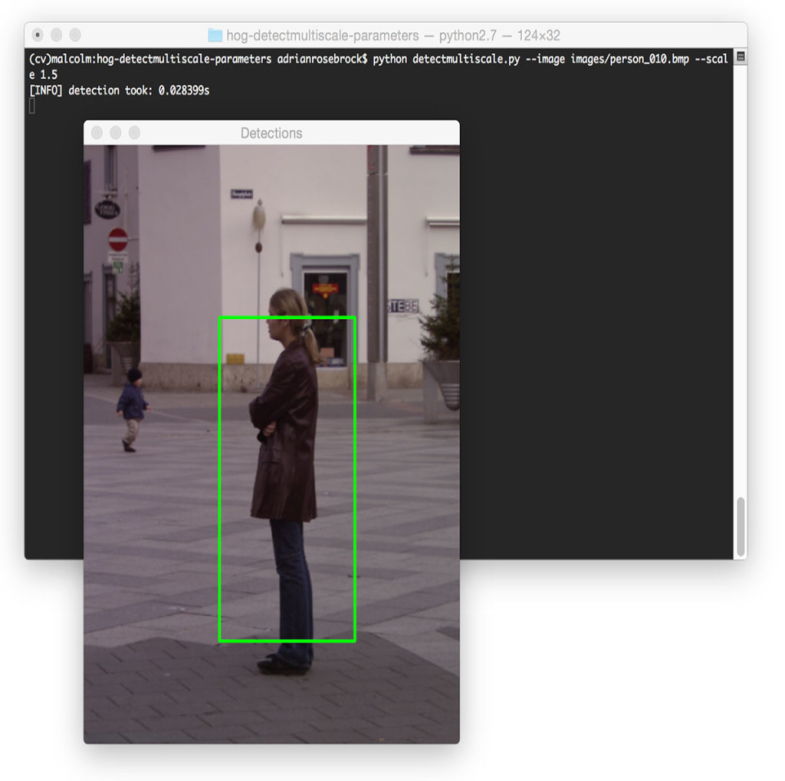 hog-detectmultiscale-parameters — python2.7 — 124×32
(cv)malcolm:hog-detectmultiscale-parameters adrianrosebrock$ python detectmultiscale.py --image images/person_010.bmp --scal
e 1.5
[INFO] detection took: 0.028399s
Detections